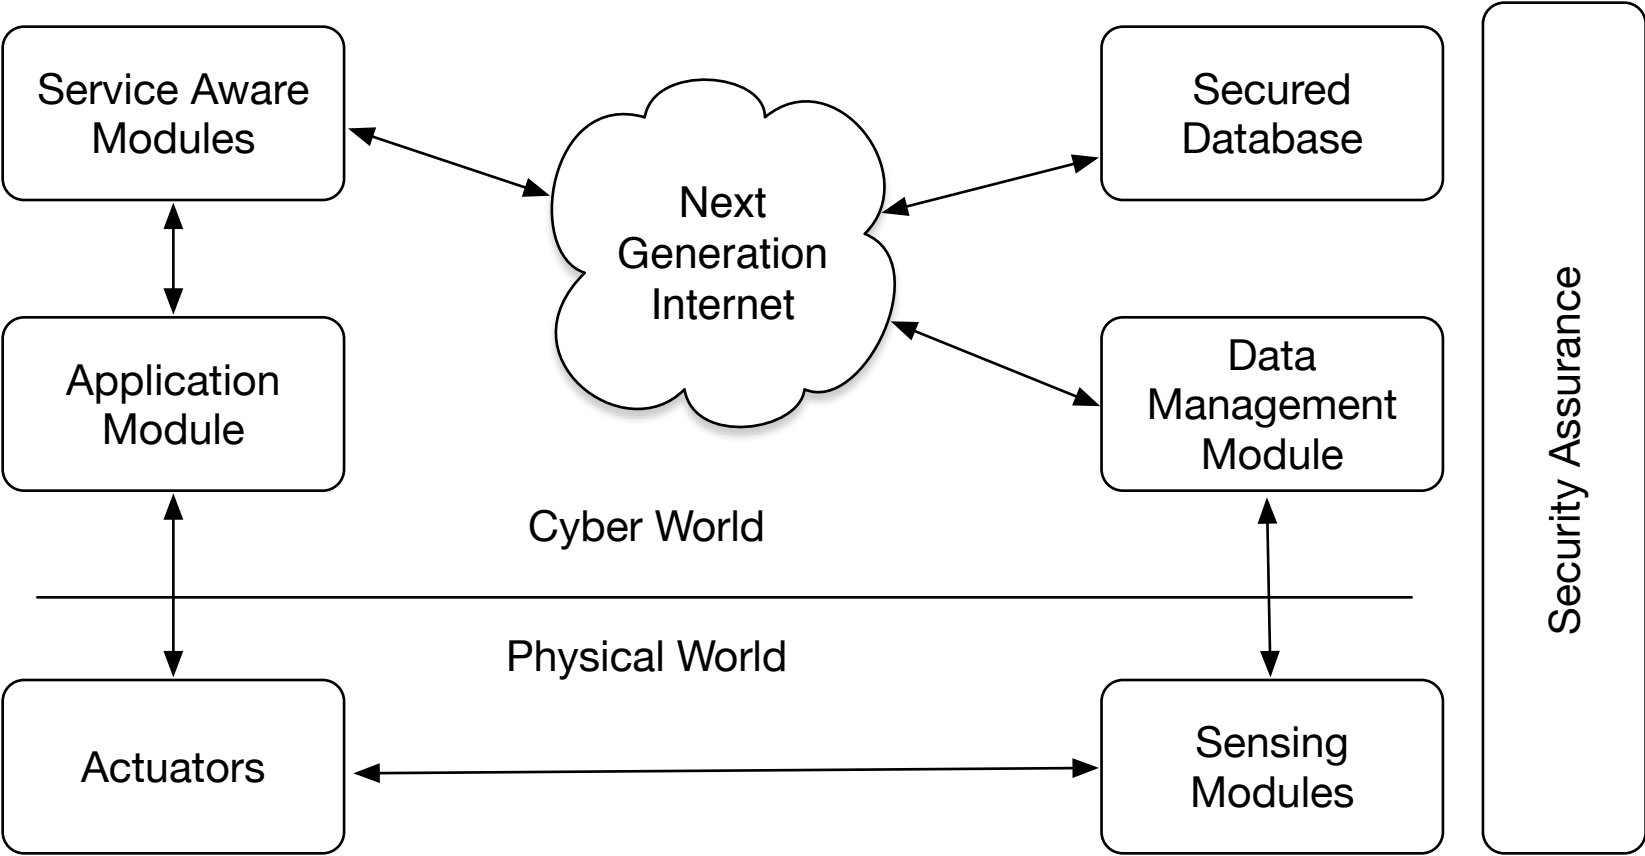 Service Aware
Modules
Next
Generation
Internet
Secured
Database
Application
Module
Data
Management
Module
Cyber World
Physical World
Actuators
Sensing
Modules
Security Assurance